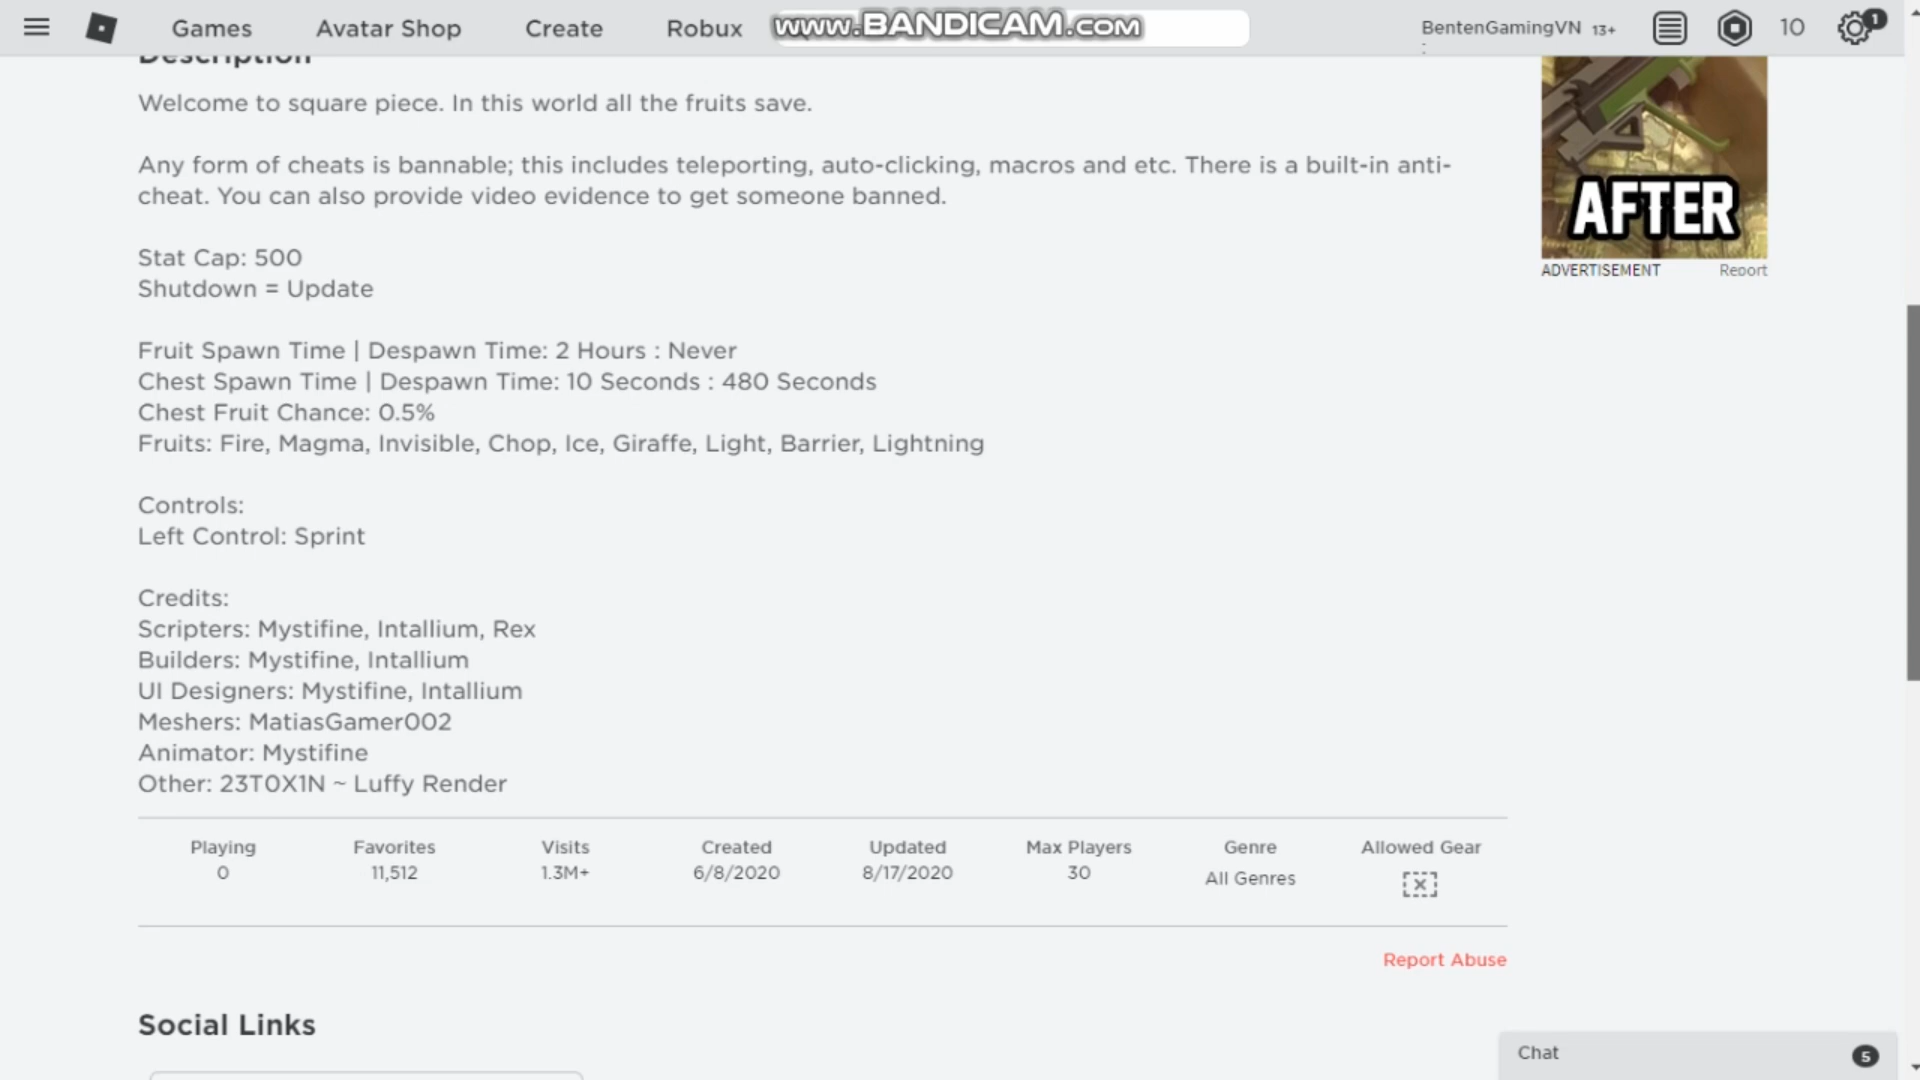 Games Avatar Shop Create Robux www.BANDICAM.com BentenGamingVN 13+ 10 1
:
Description
Welcome to square piece. In this world all the fruits save.
Any form of cheats is bannable; this includes teleporting, auto-clicking, macros and etc. There is a built-in anti-
cheat. You can also provide video evidence to get someone banned.
Stat Cap: 500
Shutdown = Update
Fruit Spawn Time | Despawn Time: 2 Hours : Never
Chest Spawn Time | Despawn Time: 10 Seconds : 480 Seconds
Chest Fruit Chance: 0.5%
Fruits: Fire, Magma, Invisible, Chop, Ice, Giraffe, Light, Barrier, Lightning
Controls:
Left Control: Sprint
Credits:
Scripters: Mystifine, Intallium, Rex
Builders: Mystifine, Intallium
UI Designers: Mystifine, Intallium
Meshers: MatiasGamer002
Animator: Mystifine
Other: 23T0X1N ~ Luffy Render
AFTER
ADVERTISEMENT Report
Playing Favorites Visits Created Updated Max Players Genre Allowed Gear
0 11,512 1.3M+ 6/8/2020 8/17/2020 30 All Genres
Report Abuse
Social Links
Chat 5